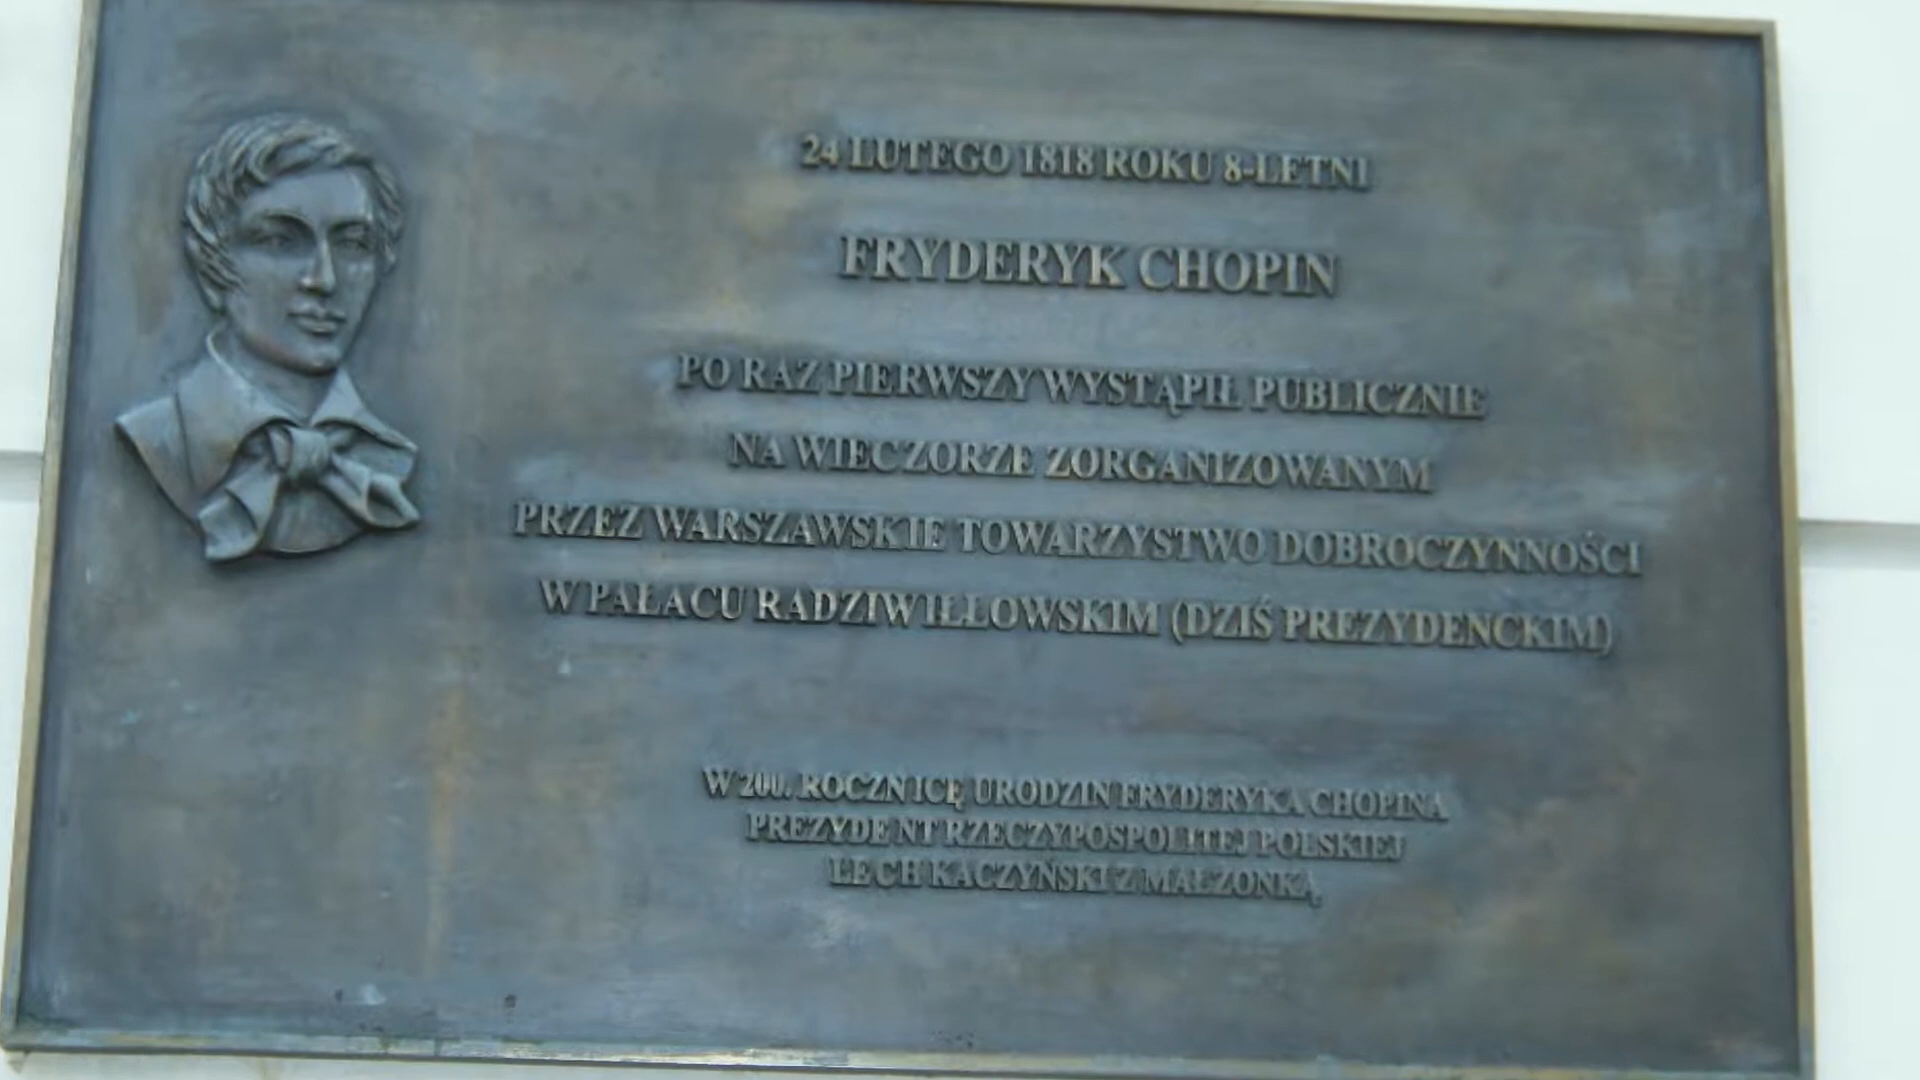 24 LUTEGO 1818 ROKU 8-LETNI
FRYDERYK CHOPIN
PO RAZ PIERWSZY WYSTĄPIŁ PUBLICZNIE
NA WIECZORZE ZORGANIZOWANYM
PRZEZ WARSZAWSKIE TOWARZYSTWO DOBROCZYNNOŚCI
W PAŁACU RADZIWIŁŁOWSKIM (DZIŚ PREZYDENCKIM)
W 200. ROCZNICĘ URODZIN FRYDERYKA CHOPINA
PREZYDENT RZECZYPOSPOLITEJ POLSKIEJ
LECH KACZYŃSKI Z MAŁŻONKĄ